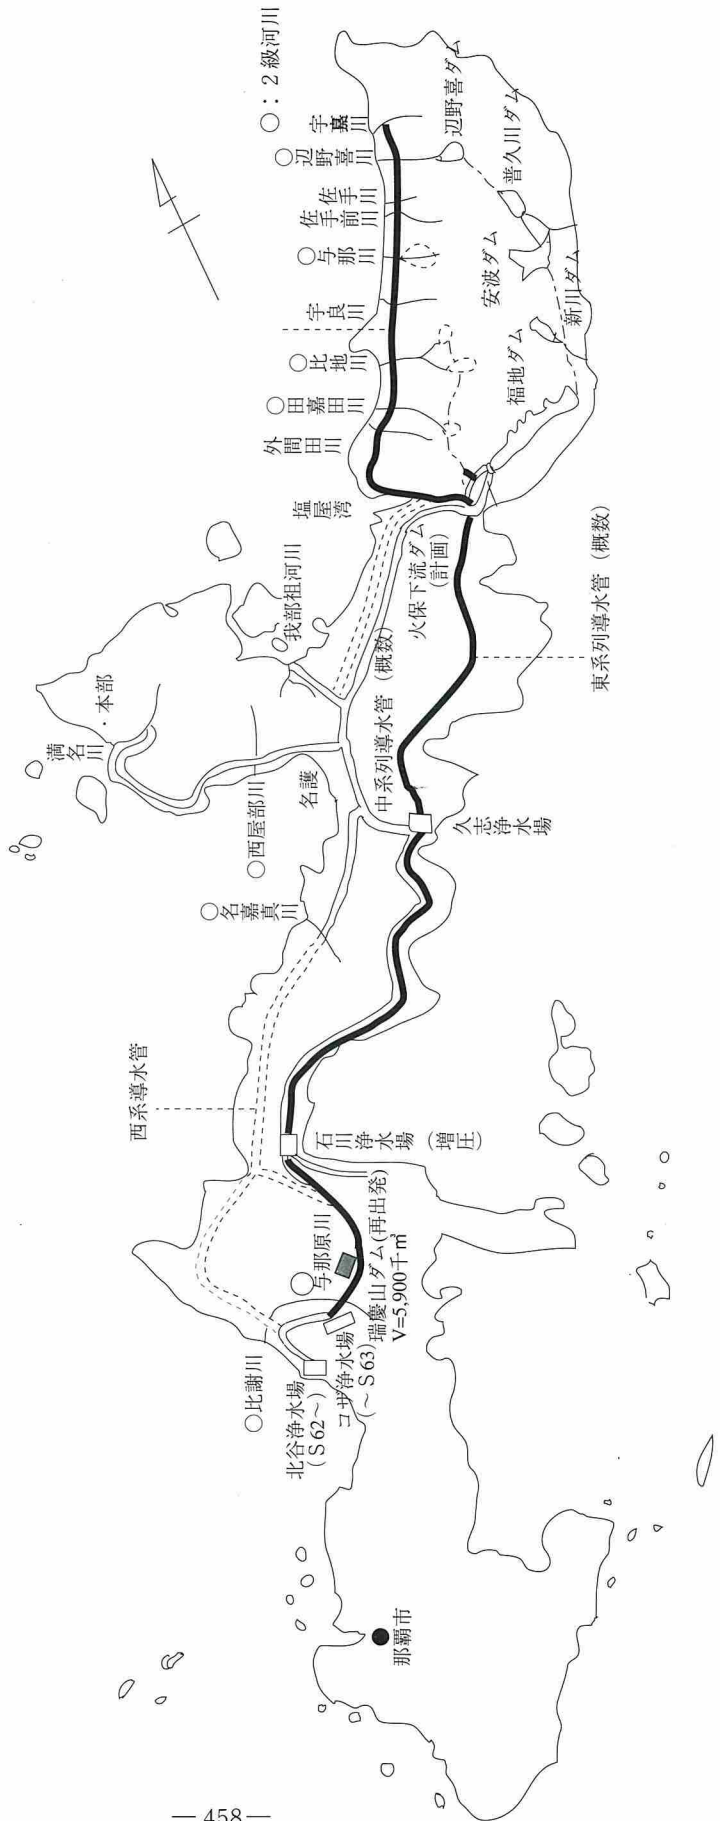 ○：2級河川
宇嘉川
○辺野喜川
佐手川
佐手前川
○与那川
宇良川
○比地川
○田嘉田川
外間田川
塩屋湾
辺野喜ダム
普久川ダム
安波ダム
新川ダム
福地ダム
火保下流ダム
(計画)
東系列導水管（概数）
中系列導水管（概数）
我部祖河川
・本部
満名川
○西屋部川
名護
○名嘉真川
久志浄水場
西系導水管
石川浄水場（増圧）
○与那原川
瑞慶山ダム(再出発)
V=5,900千㎥
コザ浄水場
(～S63)
北谷浄水場
(S62～)
○比謝川
那覇市
— 458 —